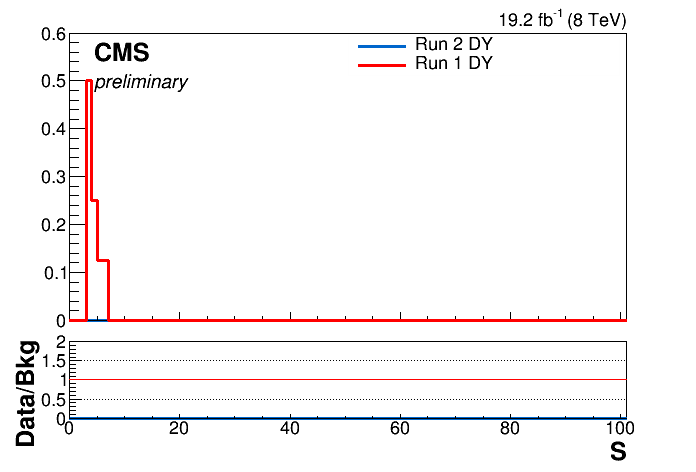 19.2 fb⁻¹ (8 TeV)
CMS
preliminary
Run 2 DY
Run 1 DY
0.6
0.5
0.4
0.3
0.2
0.1
0
Data/Bkg
2
1.5
1
0.5
0
0 20 40 60 80 100
S